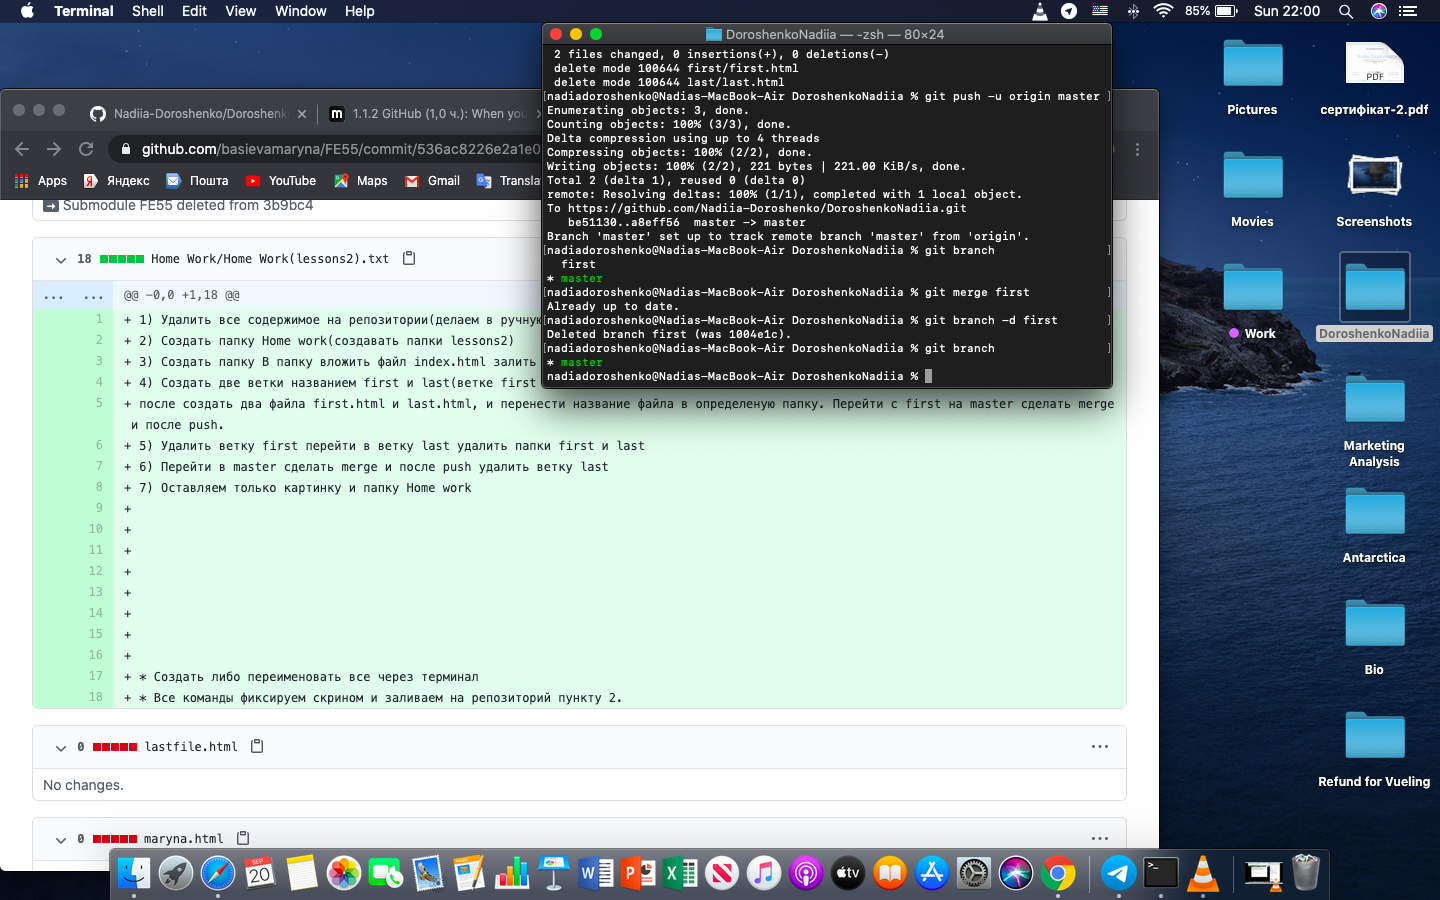 Terminal Shell Edit View Window Help
85% Sun 22:00
DoroshenkoNadiia — -zsh — 80×24
2 files changed, 0 insertions(+), 0 deletions(-)
delete mode 100644 first/first.html
delete mode 100644 last/last.html
[nadiadoroshenko@Nadias-MacBook-Air DoroshenkoNadiia % git push -u origin master ]
Enumerating objects: 3, done.
Counting objects: 100% (3/3), done.
Delta compression using up to 4 threads
Compressing objects: 100% (2/2), done.
Writing objects: 100% (2/2), 221 bytes | 221.00 KiB/s, done.
Total 2 (delta 1), reused 0 (delta 0)
remote: Resolving deltas: 100% (1/1), completed with 1 local object.
To https://github.com/Nadiia-Doroshenko/DoroshenkoNadiia.git
be51130..a8eff56 master -> master
Branch 'master' set up to track remote branch 'master' from 'origin'.
[nadiadoroshenko@Nadias-MacBook-Air DoroshenkoNadiia % git branch ]
first
* master
[nadiadoroshenko@Nadias-MacBook-Air DoroshenkoNadiia % git merge first ]
Already up to date.
[nadiadoroshenko@Nadias-MacBook-Air DoroshenkoNadiia % git branch -d first ]
Deleted branch first (was 1004e1c).
[nadiadoroshenko@Nadias-MacBook-Air DoroshenkoNadiia % git branch ]
* master
nadiadoroshenko@Nadias-MacBook-Air DoroshenkoNadiia %
Nadiia-Doroshenko/Doroshenk
1.1.2 GitHub (1,0 ч.): When you
github.com/basievamaryna/FE55/commit/536ac8226e2a1e0
Apps Яндекс Пошта YouTube Maps Gmail Transla
Submodule FE55 deleted from 3b9bc4
18 Home Work/Home Work(lessons2).txt
... ... @@ -0,0 +1,18 @@
1 + 1) Удалить все содержимое на репозитории(делаем в ручную
2 + 2) Создать папку Home work(создавать папки lessons2)
3 + 3) Создать папку В папку вложить файл index.html залить
4 + 4) Создать две ветки названием first и last(ветке first
5 + после создать два файла first.html и last.html, и перенести название файла в определеную папку. Перейти с first на master сделать merge
и после push.
6 + 5) Удалить ветку first перейти в ветку last удалить папки first и last
7 + 6) Перейти в master сделать merge и после push удалить ветку last
8 + 7) Оставляем только картинку и папку Home work
9 +
10 +
11 +
12 +
13 +
14 +
15 +
16 +
17 + * Создать либо переименовать все через терминал
18 + * Все команды фиксируем скрином и заливаем на репозиторий пункту 2.
0 lastfile.html
No changes.
0 maryna.html
PDF
Pictures
сертифікат-2.pdf
Movies
Screenshots
Work
DoroshenkoNadiia
Marketing
Analysis
Antarctica
Bio
Refund for Vueling
SEP
20
tv